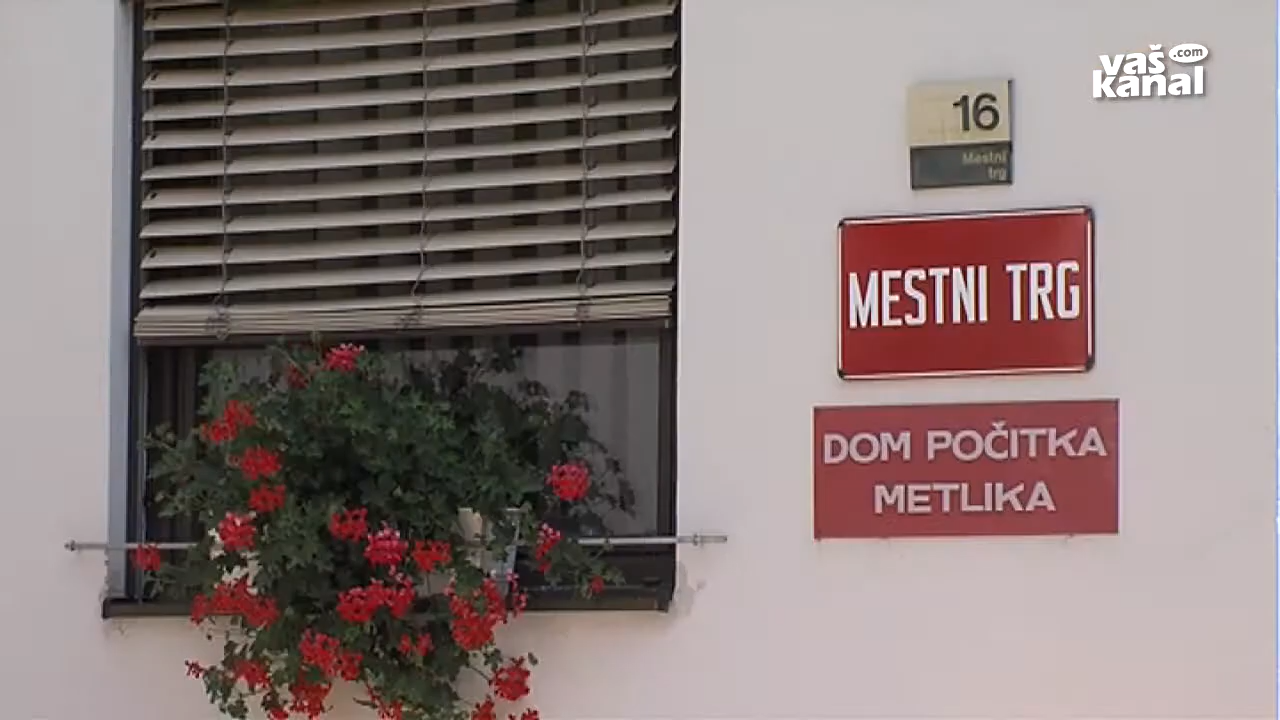 vaš .com
kanal
16
Mestni
trg
MESTNI TRG
DOM POČITKA
METLIKA